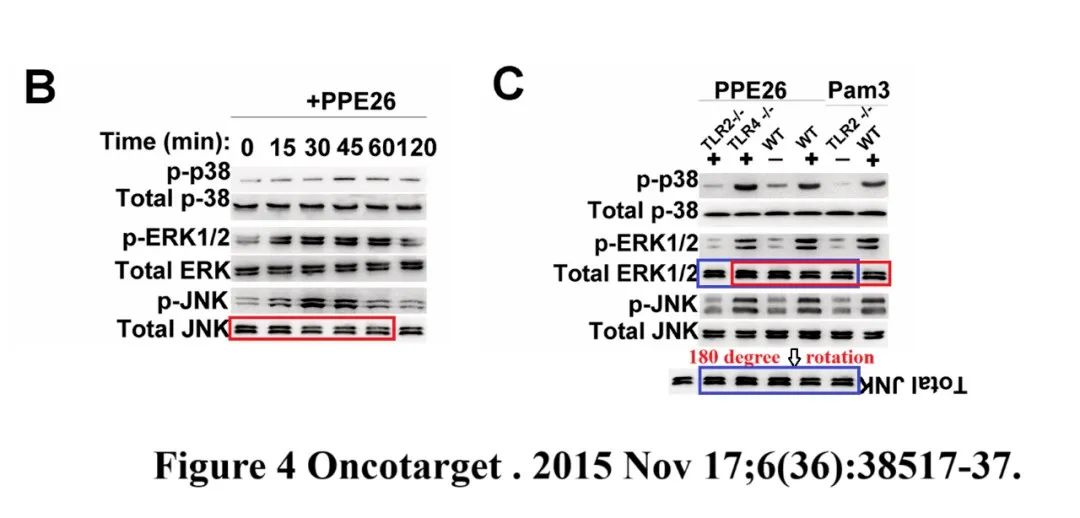 B
+PPE26
Time (min): 0 15 30 45 60 120
p-p38
Total p-38
p-ERK1/2
Total ERK
p-JNK
Total JNK
C
PPE26 Pam3
TLR2-/- TLR4 -/- WT WT TLR2 -/- WT
+ + − + − +
p-p38
Total p-38
p-ERK1/2
Total ERK1/2
p-JNK
Total JNK
180 degree rotation
Total JNK
Figure 4 Oncotarget . 2015 Nov 17;6(36):38517-37.